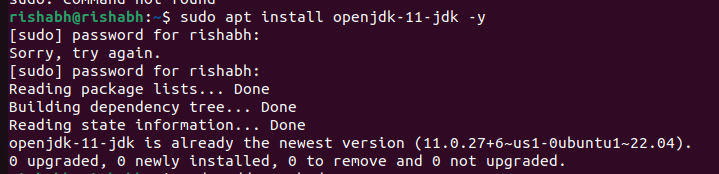 sudo: command not found
rishabh@rishabh:~$ sudo apt install openjdk-11-jdk -y
[sudo] password for rishabh:
Sorry, try again.
[sudo] password for rishabh:
Reading package lists... Done
Building dependency tree... Done
Reading state information... Done
openjdk-11-jdk is already the newest version (11.0.27+6~us1-0ubuntu1~22.04).
0 upgraded, 0 newly installed, 0 to remove and 0 not upgraded.